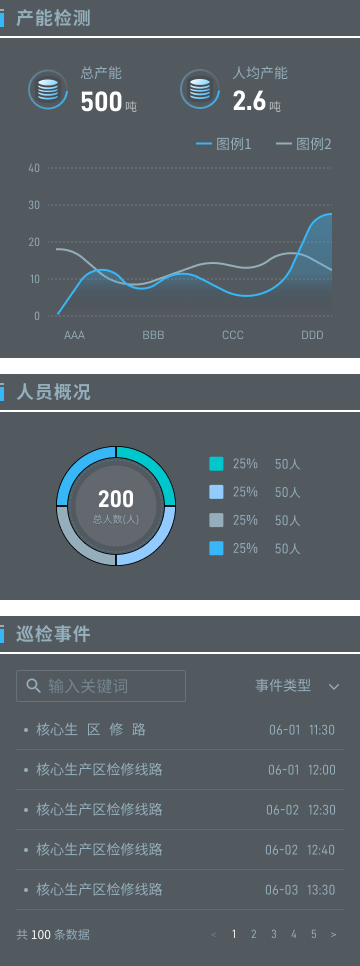 产能检测
总产能 人均产能
500吨 2.6吨
图例1 图例2
40
30
20
10
0
AAA BBB CCC DDD
人员概况
200
总人数(人)
25% 50人
25% 50人
25% 50人
25% 50人
巡检事件
输入关键词 事件类型
核心生 区 修 路 06-01 11:30
核心生产区检修线路 06-01 12:00
核心生产区检修线路 06-02 12:30
核心生产区检修线路 06-02 12:40
核心生产区检修线路 06-03 13:30
共 100 条数据 < 1 2 3 4 5 >